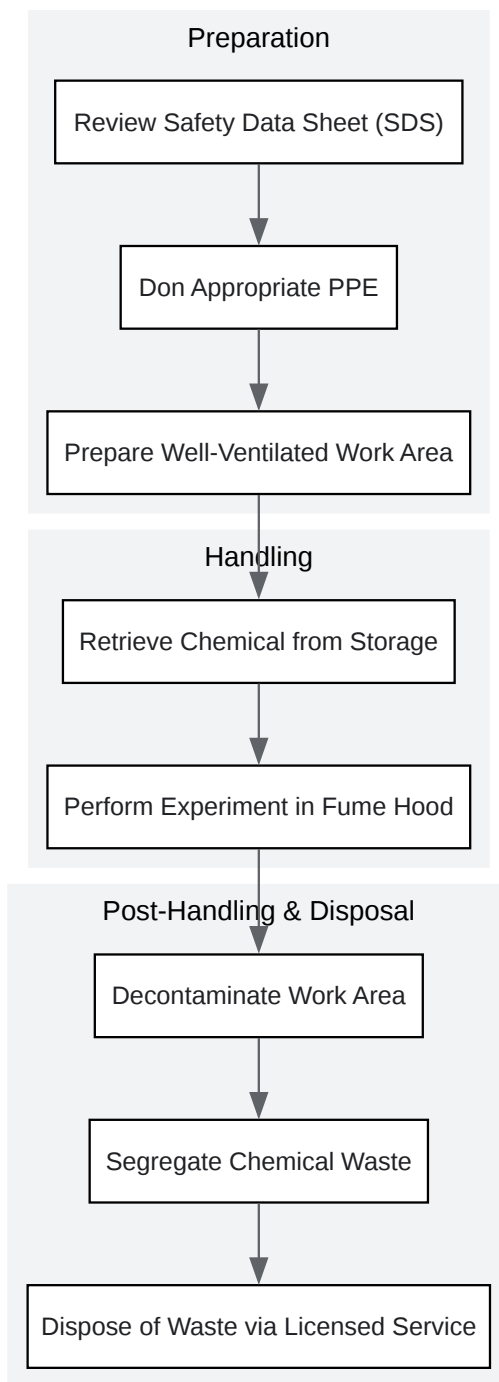 Preparation
Review Safety Data Sheet (SDS)
Don Appropriate PPE
Prepare Well-Ventilated Work Area
Handling
Retrieve Chemical from Storage
Perform Experiment in Fume Hood
Post-Handling & Disposal
Decontaminate Work Area
Segregate Chemical Waste
Dispose of Waste via Licensed Service